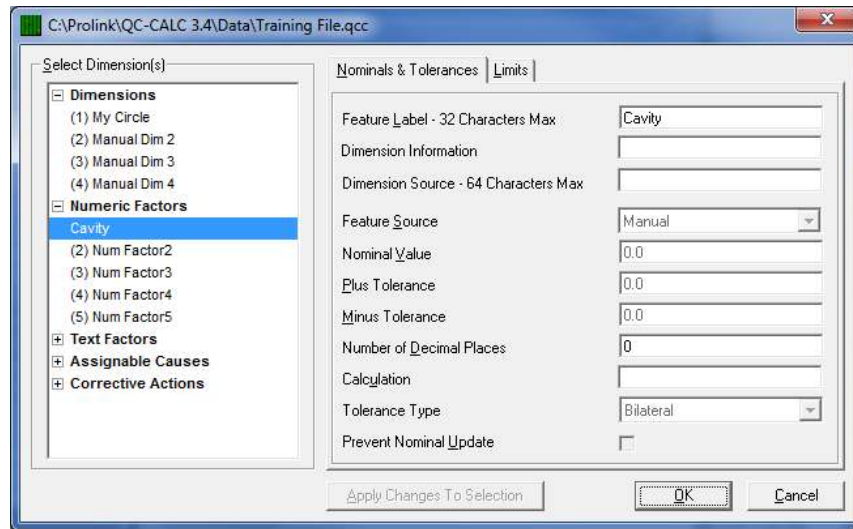 C:\Prolink\QC-CALC 3.4\Data\Training File.qcc
Select Dimension(s)
Dimensions
(1) My Circle
(2) Manual Dim 2
(3) Manual Dim 3
(4) Manual Dim 4
Numeric Factors
Cavity
(2) Num Factor2
(3) Num Factor3
(4) Num Factor4
(5) Num Factor5
Text Factors
Assignable Causes
Corrective Actions
Nominals & Tolerances Limits
Feature Label - 32 Characters Max Cavity
Dimension Information
Dimension Source - 64 Characters Max
Feature Source Manual
Nominal Value 0.0
Plus Tolerance 0.0
Minus Tolerance 0.0
Number of Decimal Places 0
Calculation
Tolerance Type Bilateral
Prevent Nominal Update
Apply Changes To Selection OK Cancel